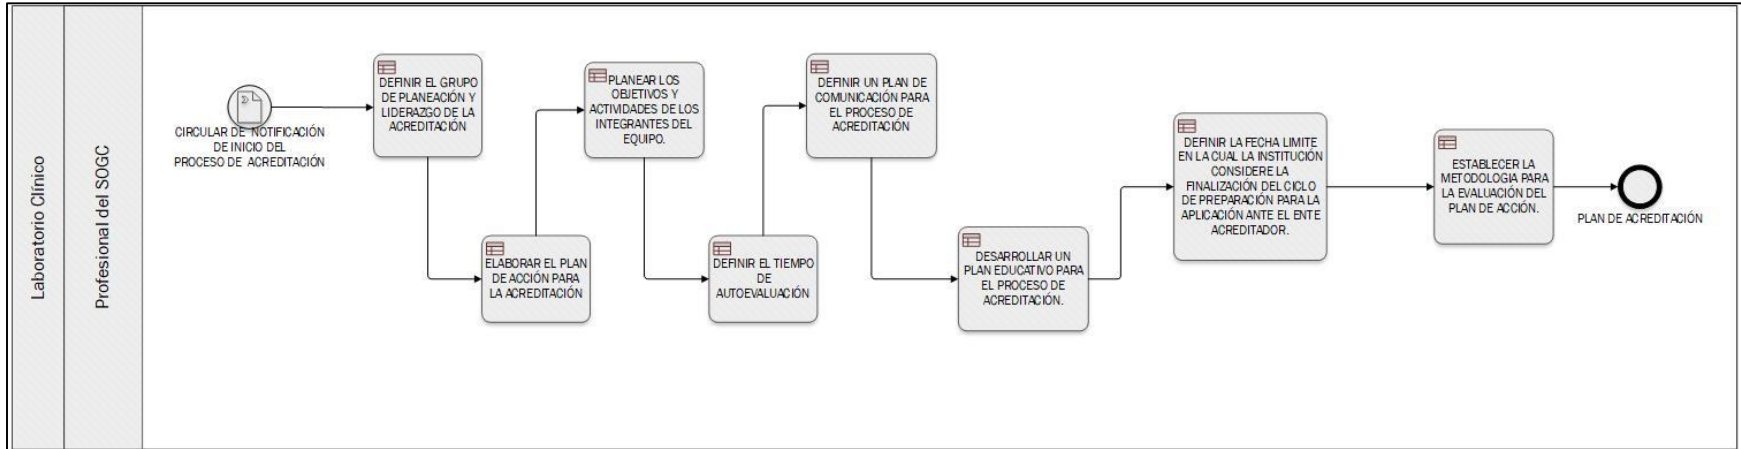 Laboratorio Clínico
Profesional del SOGC
CIRCULAR DE NOTIFICACIÓN
DE INICIO DEL
PROCESO DE ACREDITACIÓN
DEFINIR EL GRUPO
DE PLANEACIÓN Y
LIDERAZGO DE LA
ACREDITACIÓN
ELABORAR EL PLAN
DE ACCIÓN PARA
LA ACREDITACIÓN
PLANEAR LOS
OBJETIVOS Y
ACTIVIDADES DE LOS
INTEGRANTES DEL
EQUIPO.
DEFINIR EL TIEMPO
DE
AUTOEVALUACIÓN
DEFINIR UN PLAN DE
COMUNICACIÓN PARA
EL PROCESO DE
ACREDITACIÓN
DESARROLLAR UN
PLAN EDUCATIVO PARA
EL PROCESO DE
ACREDITACIÓN.
DEFINIR LA FECHA LIMITE
EN LA CUAL LA INSTITUCIÓN
CONSIDERE LA
FINALIZACIÓN DEL CICLO
DE PREPARACIÓN PARA LA
APLICACIÓN ANTE EL ENTE
ACREDITADOR.
ESTABLECER LA
METODOLOGIA PARA
LA EVALUACIÓN DEL
PLAN DE ACCIÓN.
PLAN DE ACREDITACIÓN